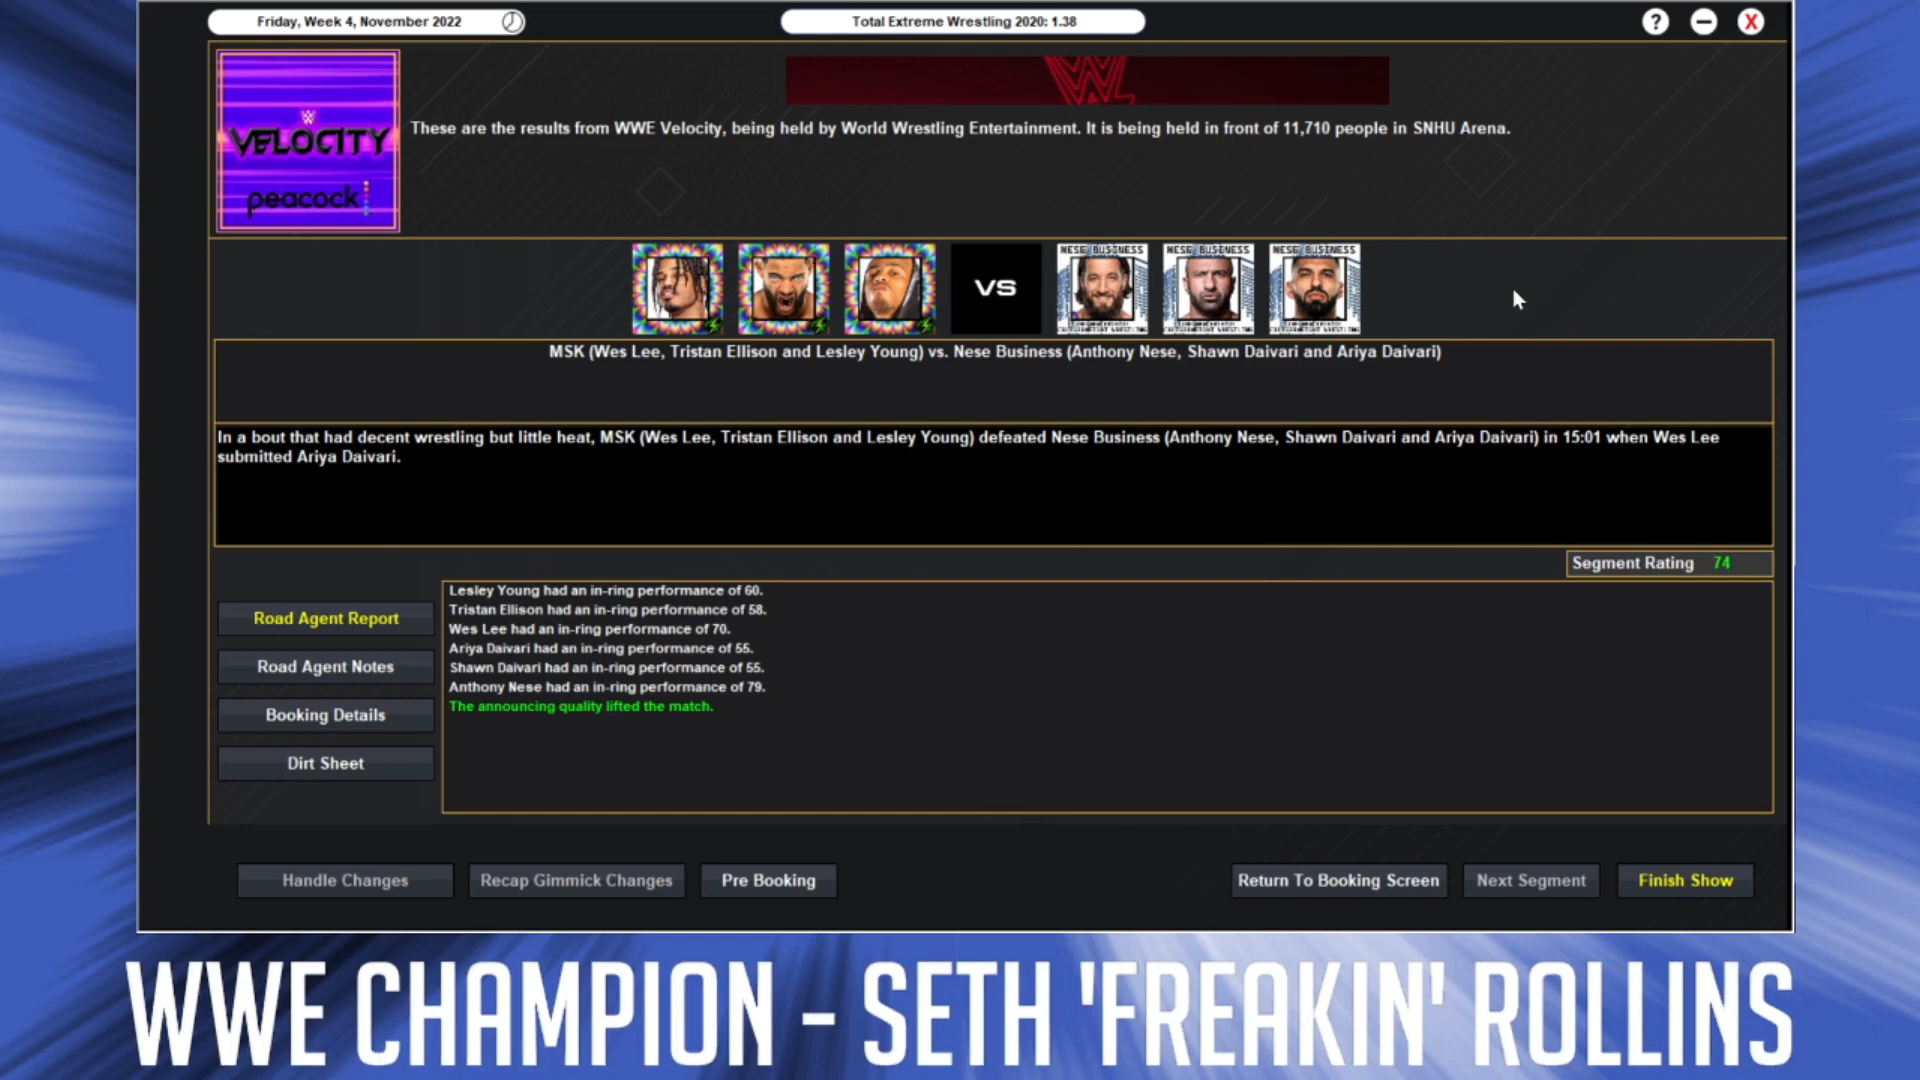 Friday, Week 4, November 2022
Total Extreme Wrestling 2020: 1.38
?
X
W
VELOCITY
peacock
These are the results from WWE Velocity, being held by World Wrestling Entertainment. It is being held in front of 11,710 people in SNHU Arena.
VS
NESE BUSINESS
NESE BUSINESS
NESE BUSINESS
MSK (Wes Lee, Tristan Ellison and Lesley Young) vs. Nese Business (Anthony Nese, Shawn Daivari and Ariya Daivari)
In a bout that had decent wrestling but little heat, MSK (Wes Lee, Tristan Ellison and Lesley Young) defeated Nese Business (Anthony Nese, Shawn Daivari and Ariya Daivari) in 15:01 when Wes Lee
submitted Ariya Daivari.
Segment Rating 74
Road Agent Report
Road Agent Notes
Booking Details
Dirt Sheet
Lesley Young had an in-ring performance of 60.
Tristan Ellison had an in-ring performance of 58.
Wes Lee had an in-ring performance of 70.
Ariya Daivari had an in-ring performance of 55.
Shawn Daivari had an in-ring performance of 55.
Anthony Nese had an in-ring performance of 79.
The announcing quality lifted the match.
Handle Changes
Recap Gimmick Changes
Pre Booking
Return To Booking Screen
Next Segment
Finish Show
WWE CHAMPION - SETH 'FREAKIN' ROLLINS